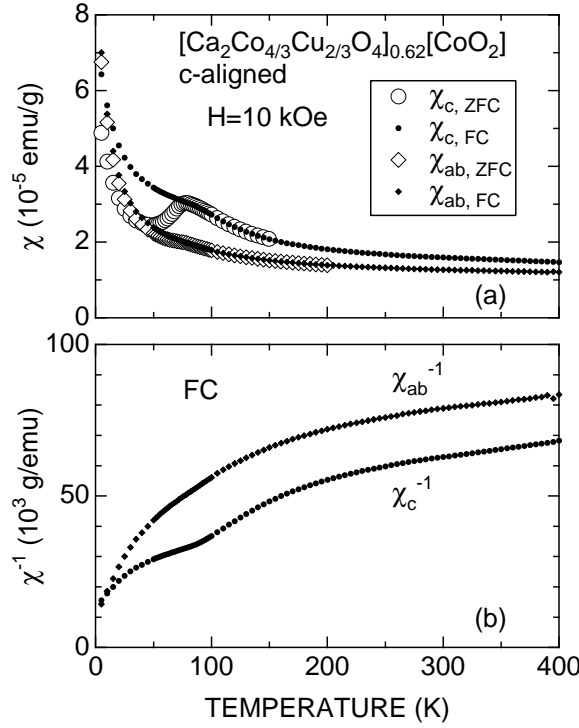 [Ca2Co4/3Cu2/3O4]0.62[CoO2]
c-aligned
H=10 kOe
χc, ZFC
χc, FC
χab, ZFC
χab, FC
8
6
4
2
0
χ (10-5 emu/g)
(a)
100
50
0
χ-1 (103 g/emu)
FC
χab-1
χc-1
(b)
0 100 200 300 400
TEMPERATURE (K)